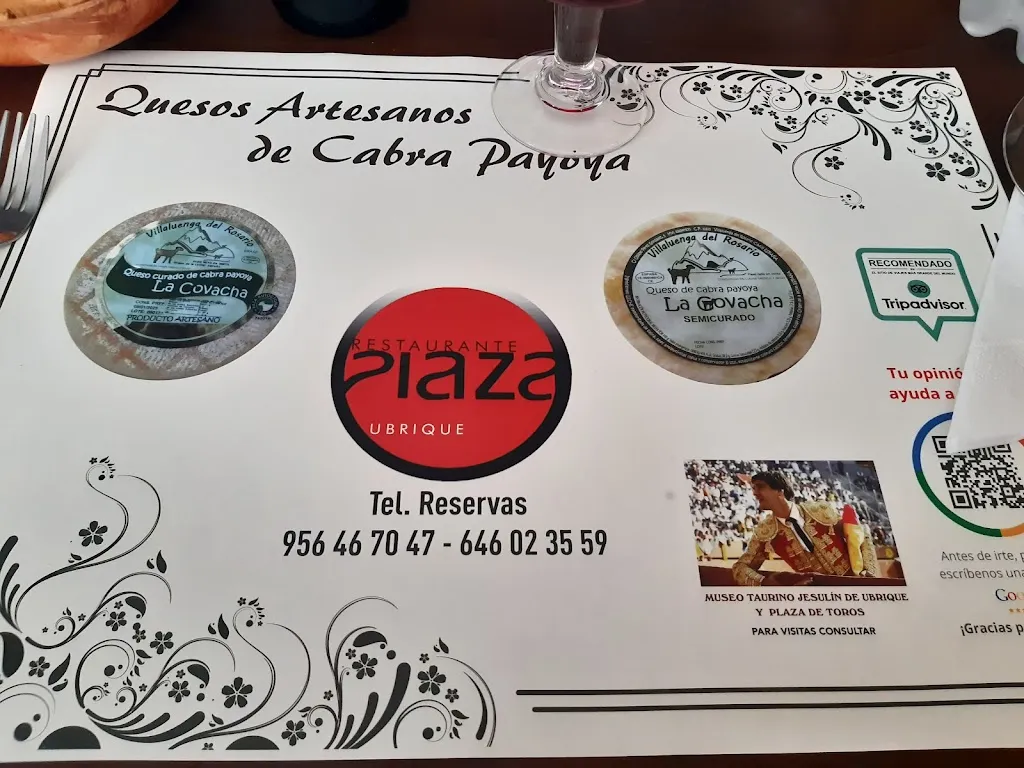 Quesos Artesanos
de Cabra Payoya
Villaluenga del Rosario
Queso curado de cabra payoya
La Covacha
PRODUCTO ARTESANO
Villaluenga del Rosario
Queso de cabra payoya
La Covacha
SEMICURADO
RESTAURANTE
Plaza
UBRIQUE
Tel. Reservas
956 46 70 47 - 646 02 35 59
RECOMENDADO
Tripadvisor
Tu opinió
ayuda a
MUSEO TAURINO JESULÍN DE UBRIQUE
Y PLAZA DE TOROS
PARA VISITAS CONSULTAR
Antes de irte, p
escríbenos una
Goo
¡Gracias p